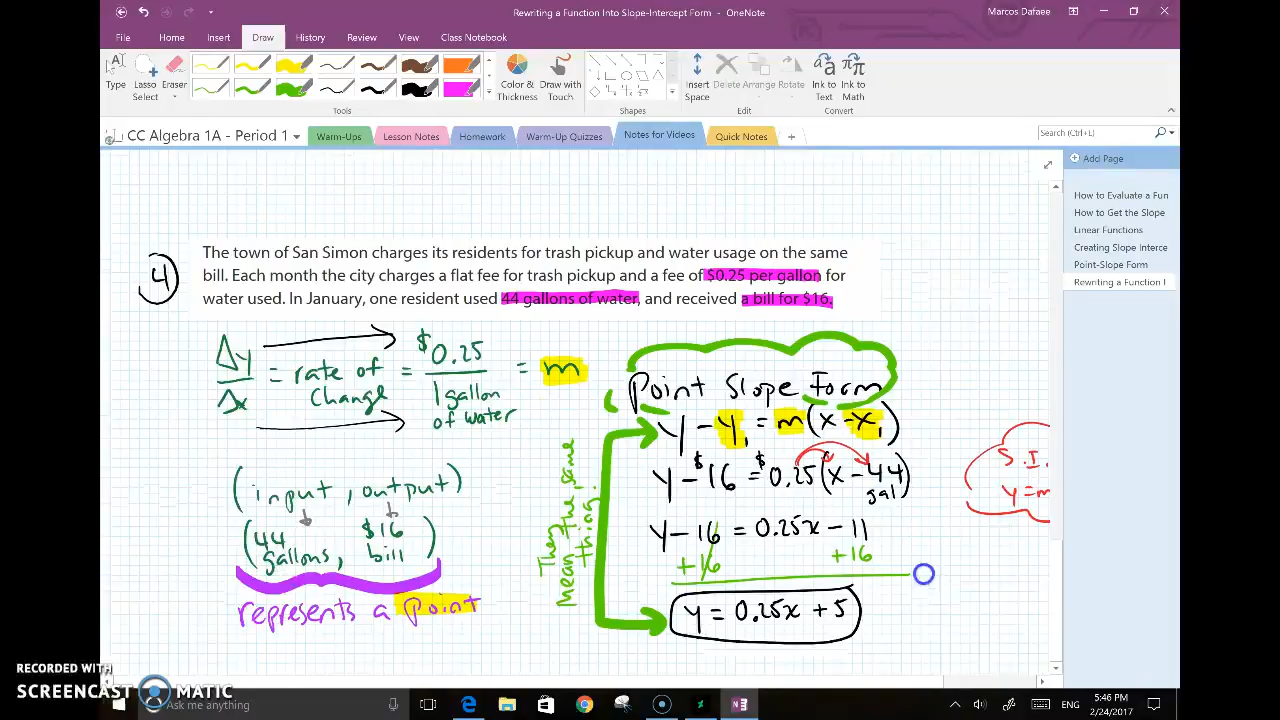 Rewriting a Function Into Slope-Intercept Form - OneNote
Marcos Dafaee
File Home Insert Draw History Review View Class Notebook
Type Lasso Select Eraser Color & Thickness Draw with Touch Insert Space Delete Arrange Rotate Ink to Text Ink to Math
Tools Shapes Edit Convert
CC Algebra 1A - Period 1 Warm-Ups Lesson Notes Homework Warm-Up Quizzes Notes for Videos Quick Notes + Search (Ctrl+L)
Add Page
How to Evaluate a Fun
How to Get the Slope
Linear Functions
Creating Slope Interce
Point-Slope Form
Rewriting a Function I
4
The town of San Simon charges its residents for trash pickup and water usage on the same
bill. Each month the city charges a flat fee for trash pickup and a fee of $0.25 per gallon for
water used. In January, one resident used 44 gallons of water, and received a bill for $16.
Δy/Δx = rate of change = $0.25 / 1 gallon of water = m
(input, output)
(44 gallons, $16 bill)
represents a point
They mean the same thing.
Point Slope Form
y - y₁ = m(x - x₁)
y - $16 = $0.25(x - 44 gal)
y - 16 = 0.25x - 11
+16 +16
y = 0.25x + 5
S.I.
y=m
RECORDED WITH
SCREENCAST MATIC
Ask me anything
ENG
5:46 PM
2/24/2017